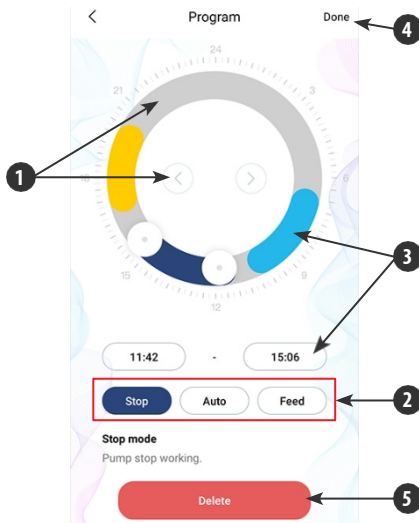 Program
Done
4
24
21
3
1
18
6
3
15
9
12
11:42 - 15:06
Stop Auto Feed
2
Stop mode
Pump stop working.
Delete
5